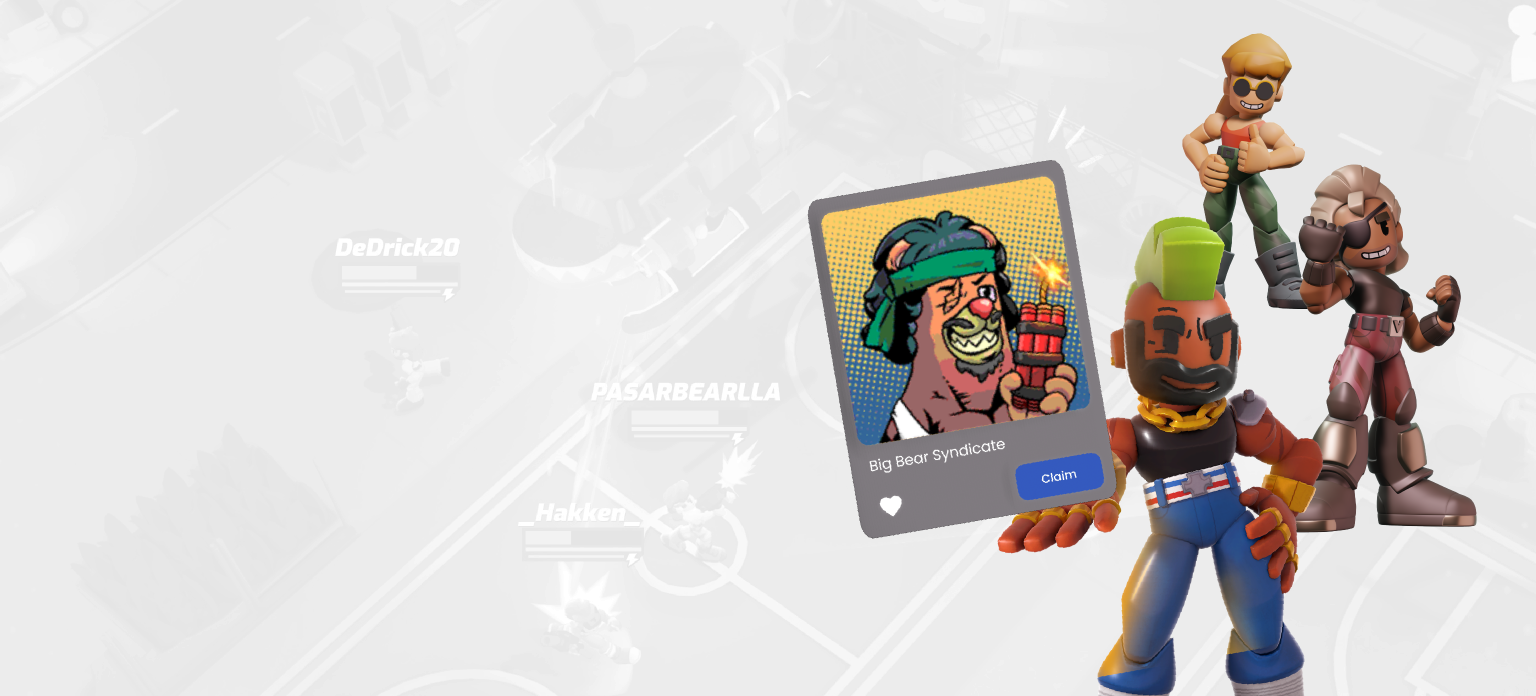 DeDrick20
PASARBEARLLA
_Hakken_
Big Bear Syndicate
Claim